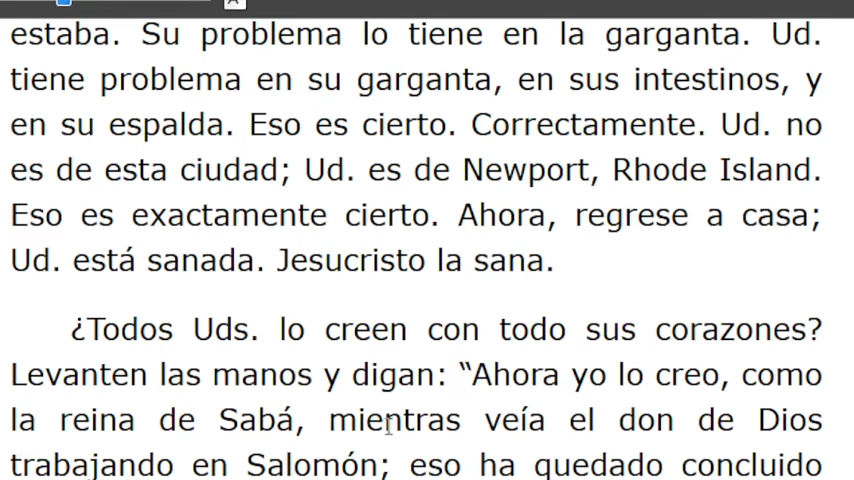 estaba. Su problema lo tiene en la garganta. Ud.
tiene problema en su garganta, en sus intestinos, y
en su espalda. Eso es cierto. Correctamente. Ud. no
es de esta ciudad; Ud. es de Newport, Rhode Island.
Eso es exactamente cierto. Ahora, regrese a casa;
Ud. está sanada. Jesucristo la sana.
¿Todos Uds. lo creen con todo sus corazones?
Levanten las manos y digan: “Ahora yo lo creo, como
la reina de Sabá, mientras veía el don de Dios
trabajando en Salomón; eso ha quedado concluido